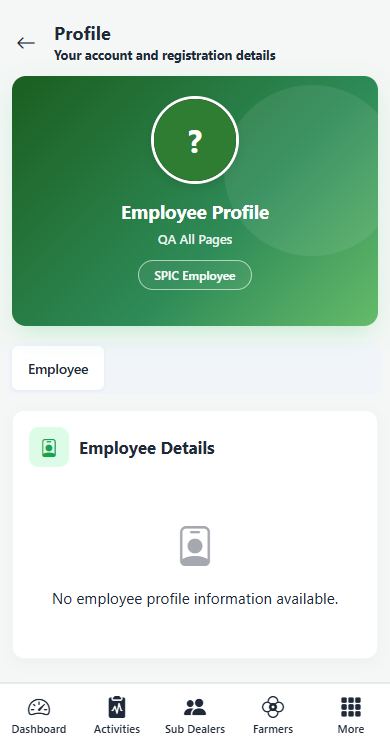 Profile
Your account and registration details
?
Employee Profile
QA All Pages
SPIC Employee
Employee
Employee Details
No employee profile information available.
Dashboard
Activities
Sub Dealers
Farmers
More